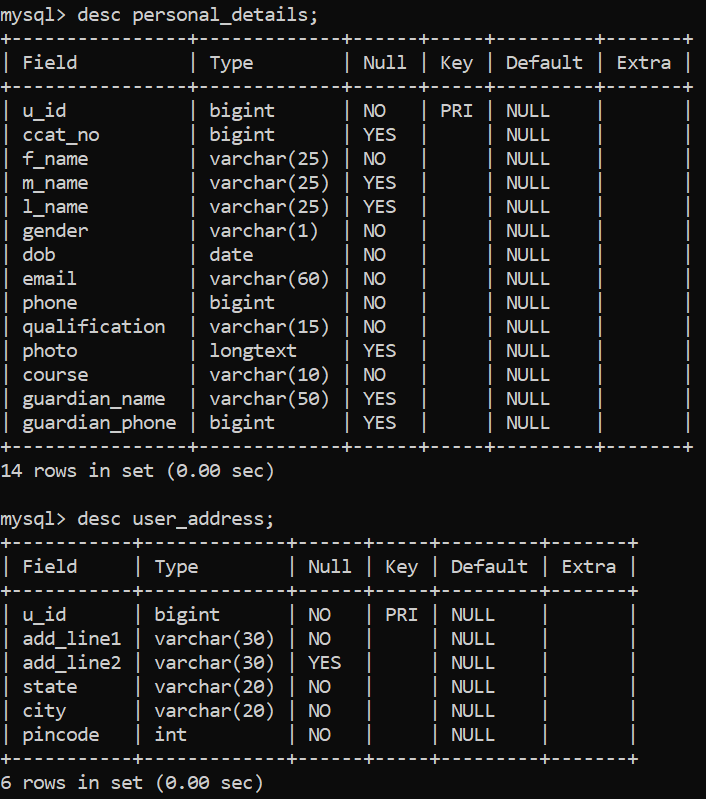 mysql> desc personal_details;
+----------------+-------------+------+-----+---------+-------+
| Field          | Type        | Null | Key | Default | Extra |
+----------------+-------------+------+-----+---------+-------+
| u_id           | bigint      | NO   | PRI | NULL    |       |
| ccat_no        | bigint      | YES  |     | NULL    |       |
| f_name         | varchar(25) | NO   |     | NULL    |       |
| m_name         | varchar(25) | YES  |     | NULL    |       |
| l_name         | varchar(25) | YES  |     | NULL    |       |
| gender         | varchar(1)  | NO   |     | NULL    |       |
| dob            | date        | NO   |     | NULL    |       |
| email          | varchar(60) | NO   |     | NULL    |       |
| phone          | bigint      | NO   |     | NULL    |       |
| qualification  | varchar(15) | NO   |     | NULL    |       |
| photo          | longtext    | YES  |     | NULL    |       |
| course         | varchar(10) | NO   |     | NULL    |       |
| guardian_name  | varchar(50) | YES  |     | NULL    |       |
| guardian_phone | bigint      | YES  |     | NULL    |       |
+----------------+-------------+------+-----+---------+-------+
14 rows in set (0.00 sec)

mysql> desc user_address;
+-----------+-------------+------+-----+---------+-------+
| Field     | Type        | Null | Key | Default | Extra |
+-----------+-------------+------+-----+---------+-------+
| u_id      | bigint      | NO   | PRI | NULL    |       |
| add_line1 | varchar(30) | NO   |     | NULL    |       |
| add_line2 | varchar(30) | YES  |     | NULL    |       |
| state     | varchar(20) | NO   |     | NULL    |       |
| city      | varchar(20) | NO   |     | NULL    |       |
| pincode   | int         | NO   |     | NULL    |       |
+-----------+-------------+------+-----+---------+-------+
6 rows in set (0.00 sec)